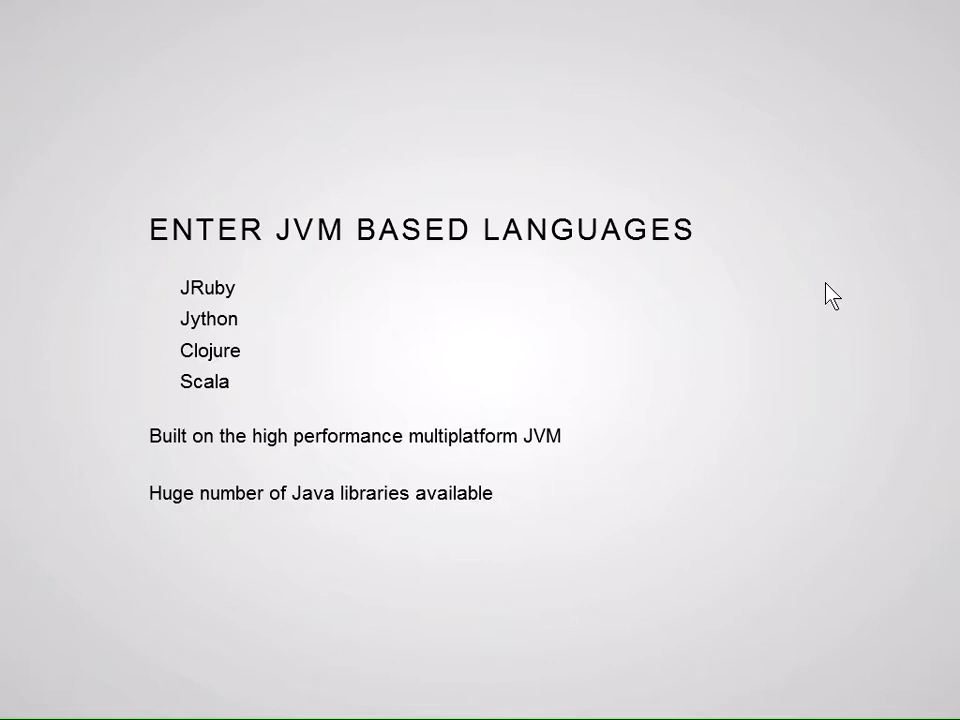 ENTER JVM BASED LANGUAGES
JRuby
Jython
Clojure
Scala
Built on the high performance multiplatform JVM
Huge number of Java libraries available